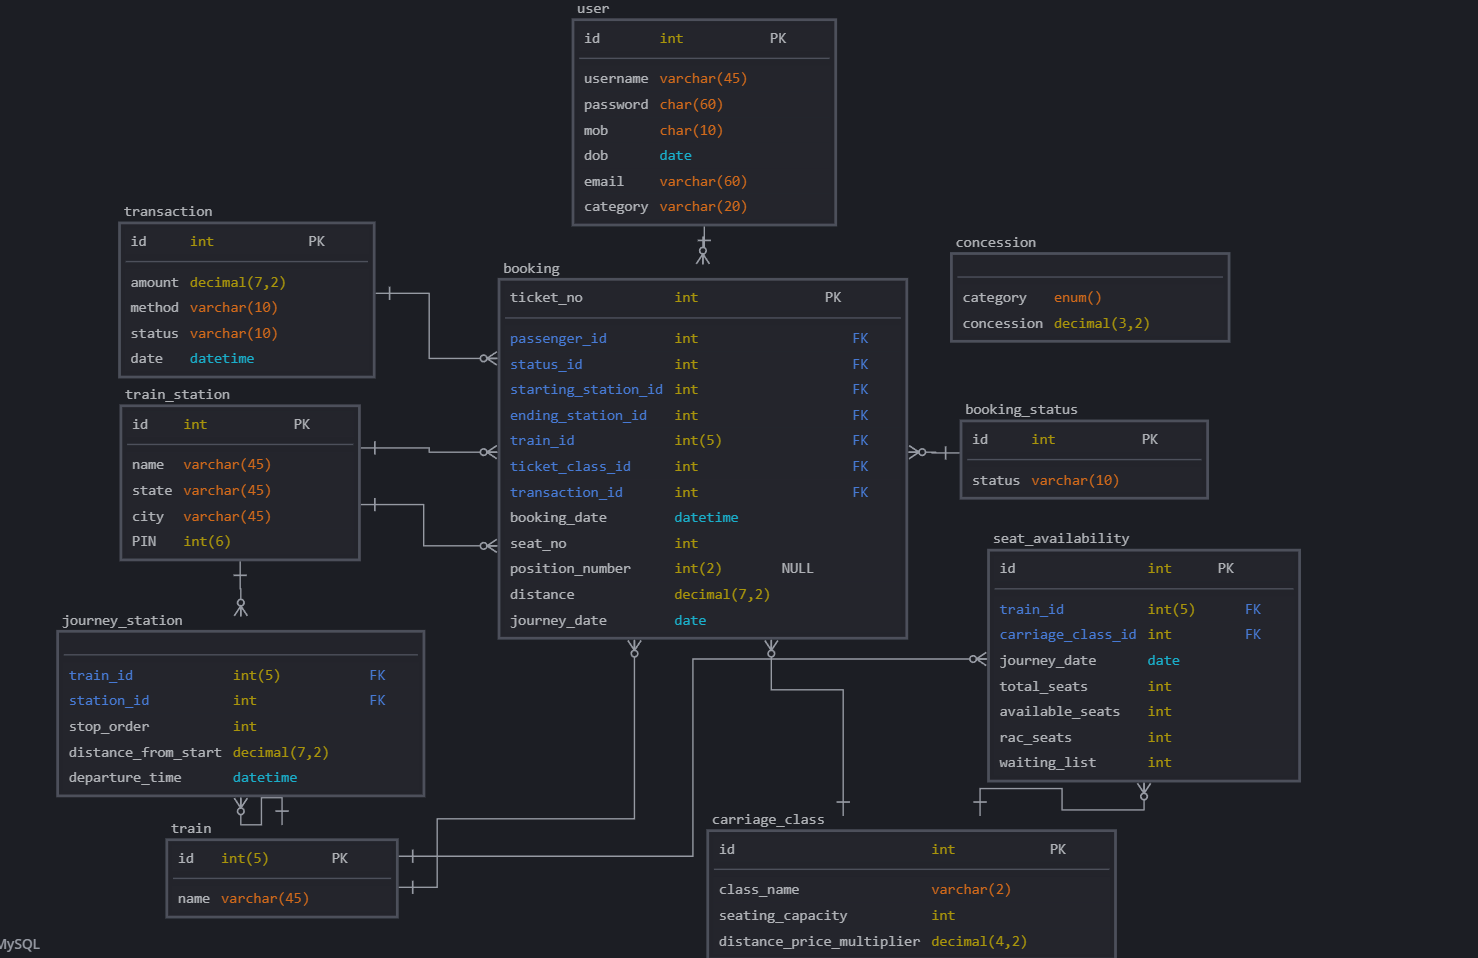 user
id int PK
username varchar(45)
password char(60)
mob char(10)
dob date
email varchar(60)
category varchar(20)
transaction
id int PK
amount decimal(7,2)
method varchar(10)
status varchar(10)
date datetime
concession
category enum()
concession decimal(3,2)
booking
ticket_no int PK
passenger_id int FK
status_id int FK
starting_station_id int FK
ending_station_id int FK
train_id int(5) FK
ticket_class_id int FK
transaction_id int FK
booking_date datetime
seat_no int
position_number int(2) NULL
distance decimal(7,2)
journey_date date
train_station
id int PK
name varchar(45)
state varchar(45)
city varchar(45)
PIN int(6)
booking_status
id int PK
status varchar(10)
seat_availability
id int PK
train_id int(5) FK
carriage_class_id int FK
journey_date date
total_seats int
available_seats int
rac_seats int
waiting_list int
journey_station
train_id int(5) FK
station_id int FK
stop_order int
distance_from_start decimal(7,2)
departure_time datetime
train
id int(5) PK
name varchar(45)
carriage_class
id int PK
class_name varchar(2)
seating_capacity int
distance_price_multiplier decimal(4,2)
MySQL